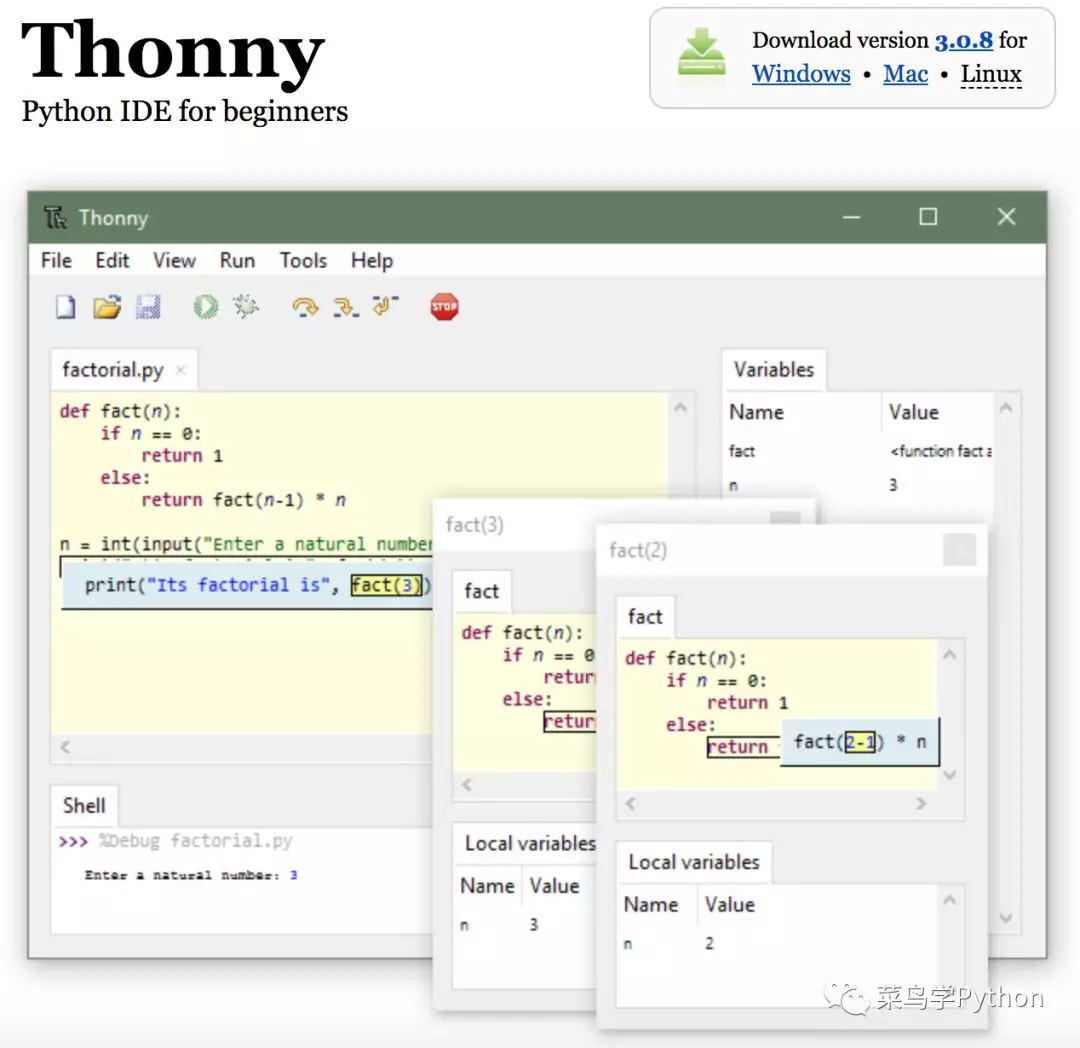 Thonny
Python IDE for beginners
Download version 3.0.8 for
Windows • Mac • Linux
Thonny
File Edit View Run Tools Help
STOP
factorial.py
def fact(n):
    if n == 0:
        return 1
    else:
        return fact(n-1) * n
n = int(input("Enter a natural number
print("Its factorial is", fact(3))
Variables
Name Value
fact <function fact a
n 3
Shell
>>> %Debug factorial.py
Enter a natural number: 3
fact(3)
fact
def fact(n):
    if n == 0
        retur
    else:
        retur
Local variables
Name Value
n 3
fact(2)
fact
def fact(n):
    if n == 0:
        return 1
    else:
        return fact(2-1) * n
Local variables
Name Value
n 2
菜鸟学Python